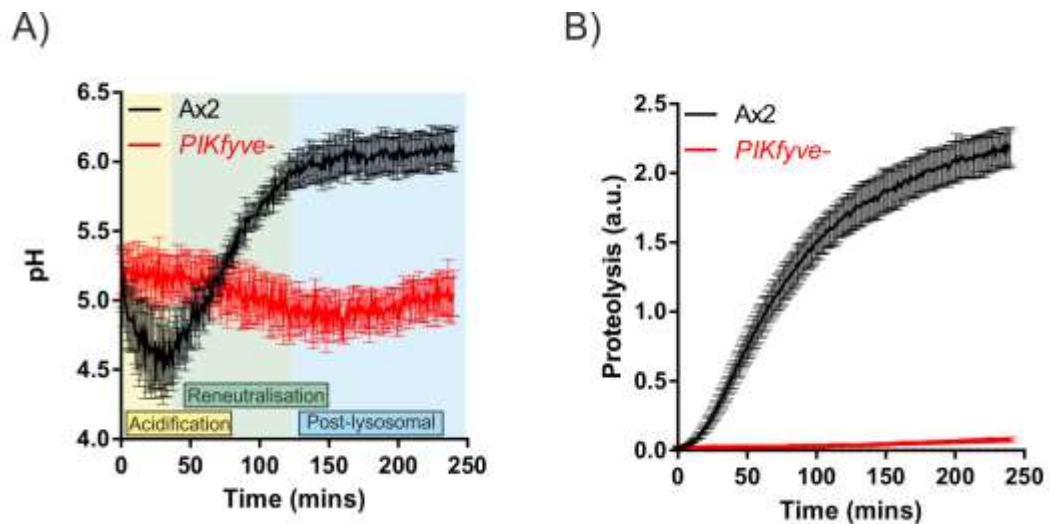 A)
6.5
6.0
5.5
5.0
4.5
4.0
pH
Ax2
PIKfyve-
Reneutralisation
Acidification
Post-lysosomal
0 50 100 150 200 250
Time (mins)
B)
2.5
2.0
1.5
1.0
0.5
0.0
Proteolysis (a.u.)
Ax2
PIKfyve-
0 50 100 150 200 250
Time (mins)